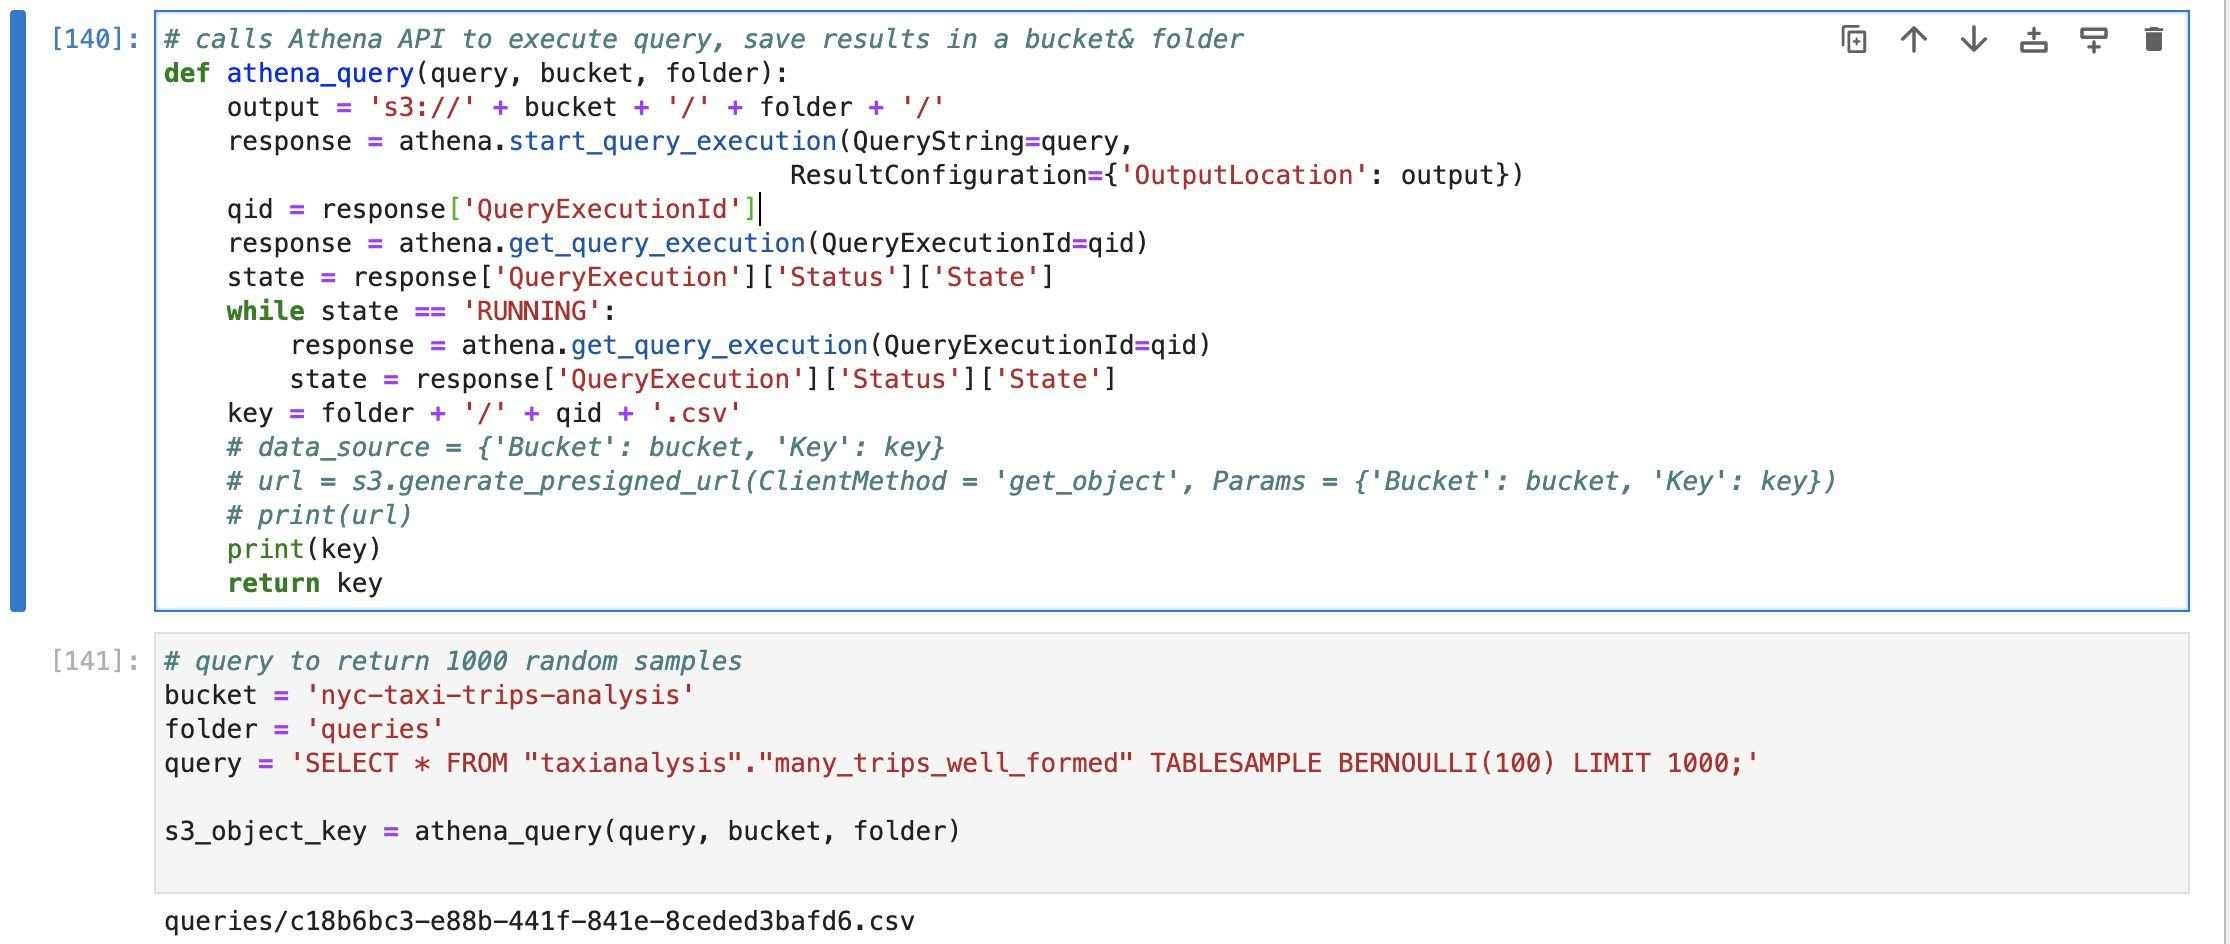 [140]: # calls Athena API to execute query, save results in a bucket& folder
def athena_query(query, bucket, folder):
    output = 's3://' + bucket + '/' + folder + '/'
    response = athena.start_query_execution(QueryString=query,
                                        ResultConfiguration={'OutputLocation': output})
    qid = response['QueryExecutionId']
    response = athena.get_query_execution(QueryExecutionId=qid)
    state = response['QueryExecution']['Status']['State']
    while state == 'RUNNING':
        response = athena.get_query_execution(QueryExecutionId=qid)
        state = response['QueryExecution']['Status']['State']
    key = folder + '/' + qid + '.csv'
    # data_source = {'Bucket': bucket, 'Key': key}
    # url = s3.generate_presigned_url(ClientMethod = 'get_object', Params = {'Bucket': bucket, 'Key': key})
    # print(url)
    print(key)
    return key
[141]: # query to return 1000 random samples
bucket = 'nyc-taxi-trips-analysis'
folder = 'queries'
query = 'SELECT * FROM "taxianalysis"."many_trips_well_formed" TABLESAMPLE BERNOULLI(100) LIMIT 1000;'
s3_object_key = athena_query(query, bucket, folder)
queries/c18b6bc3-e88b-441f-841e-8ceded3bafd6.csv